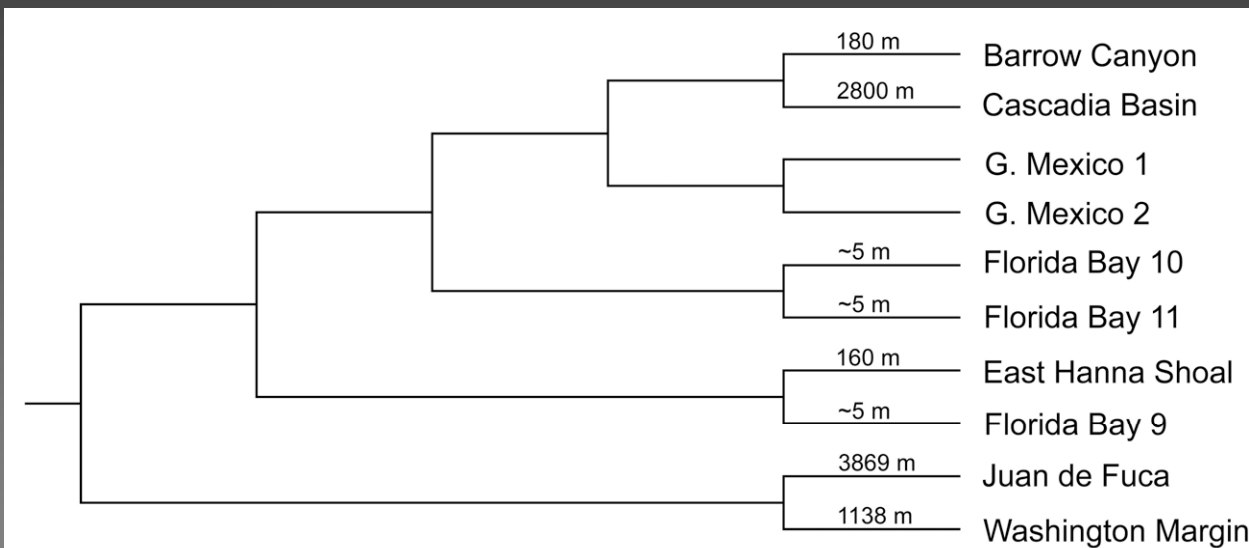 180 m
Barrow Canyon
2800 m
Cascadia Basin
G. Mexico 1
G. Mexico 2
~5 m
Florida Bay 10
~5 m
Florida Bay 11
160 m
East Hanna Shoal
~5 m
Florida Bay 9
3869 m
Juan de Fuca
1138 m
Washington Margin